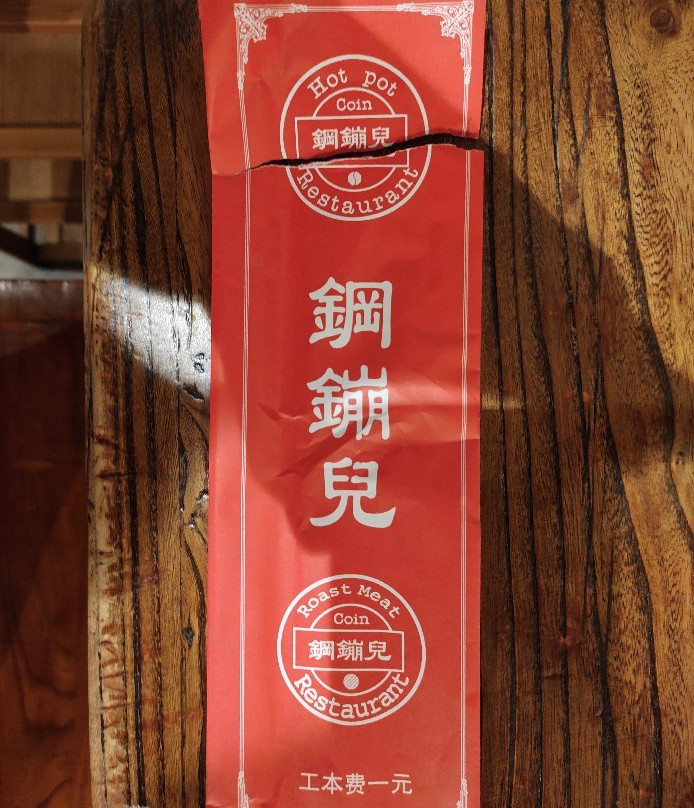 Hot pot
Coin
鋼鏰兒
Restaurant
鋼
鏰
兒
Roast Meat
Coin
鋼鏰兒
Restaurant
工本费一元